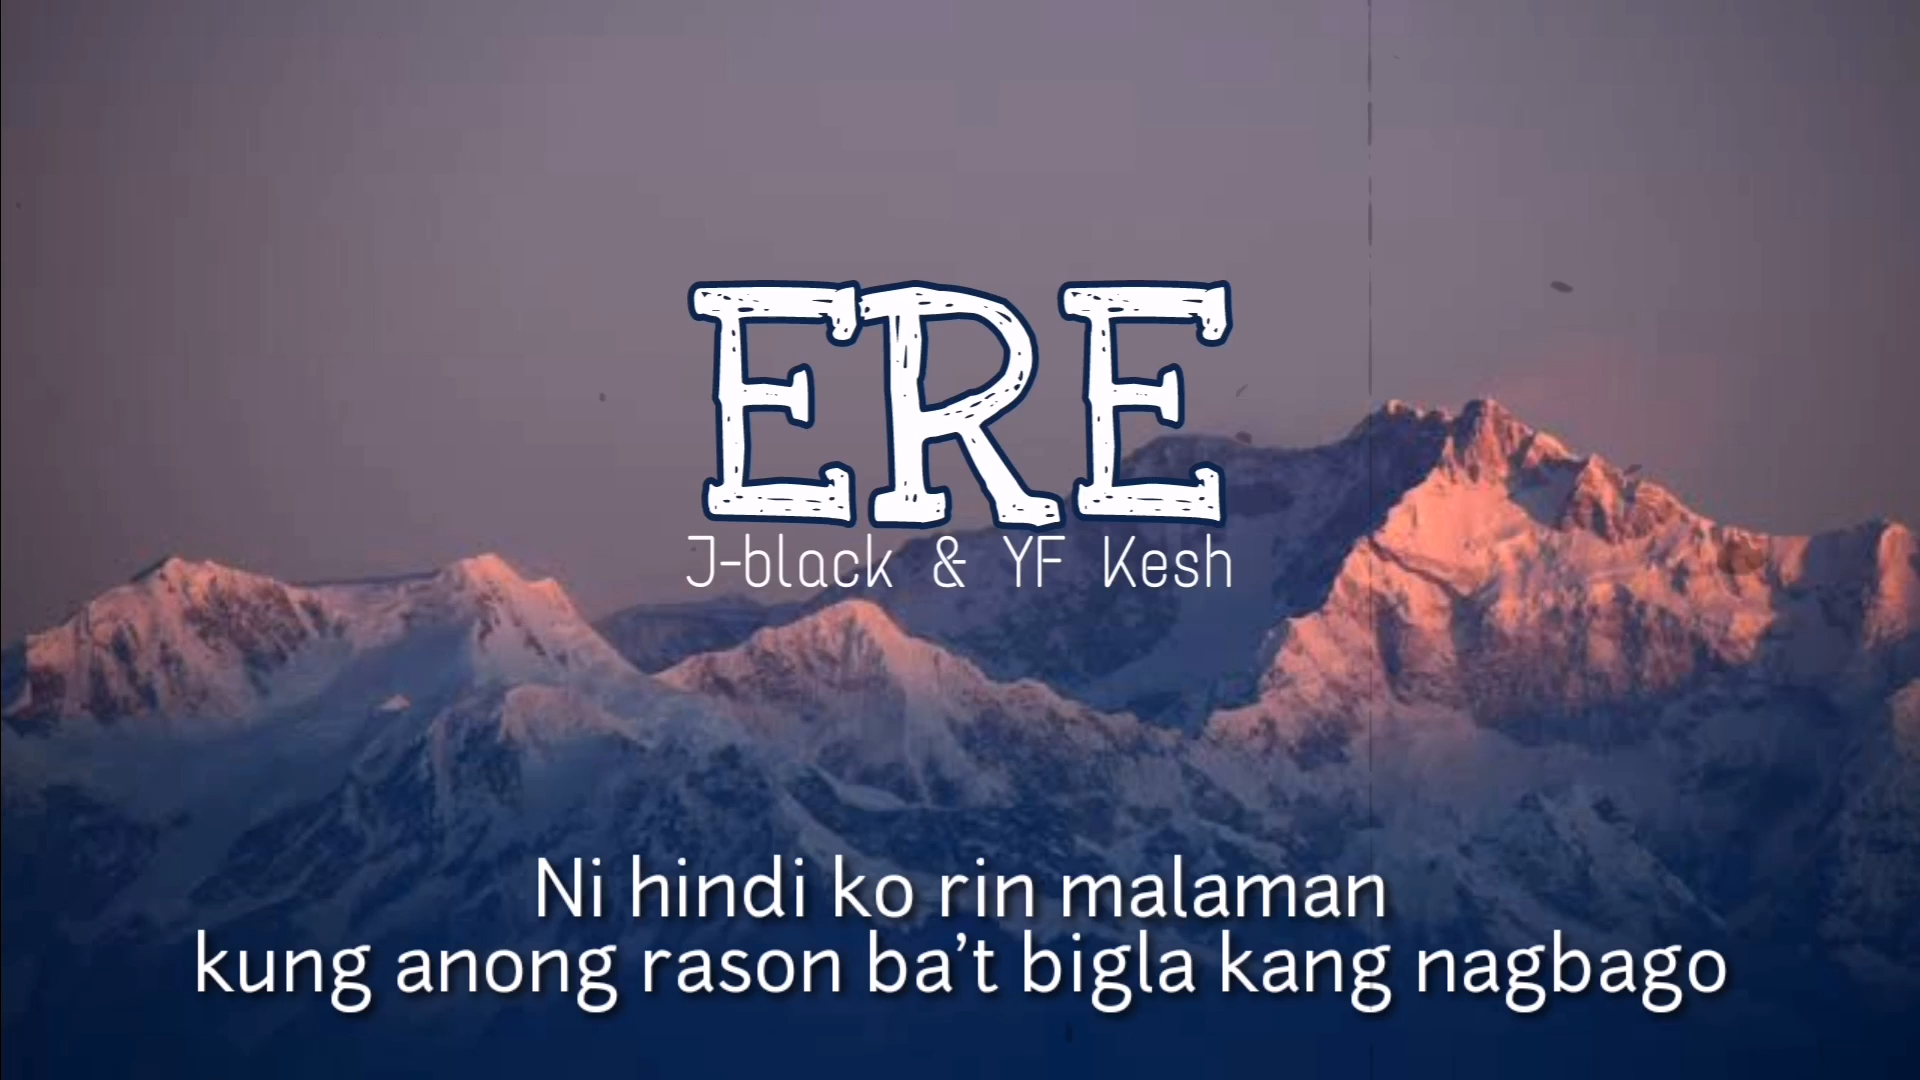 ERE
J-black & YF Kesh
Ni hindi ko rin malaman
kung anong rason ba’t bigla kang nagbago